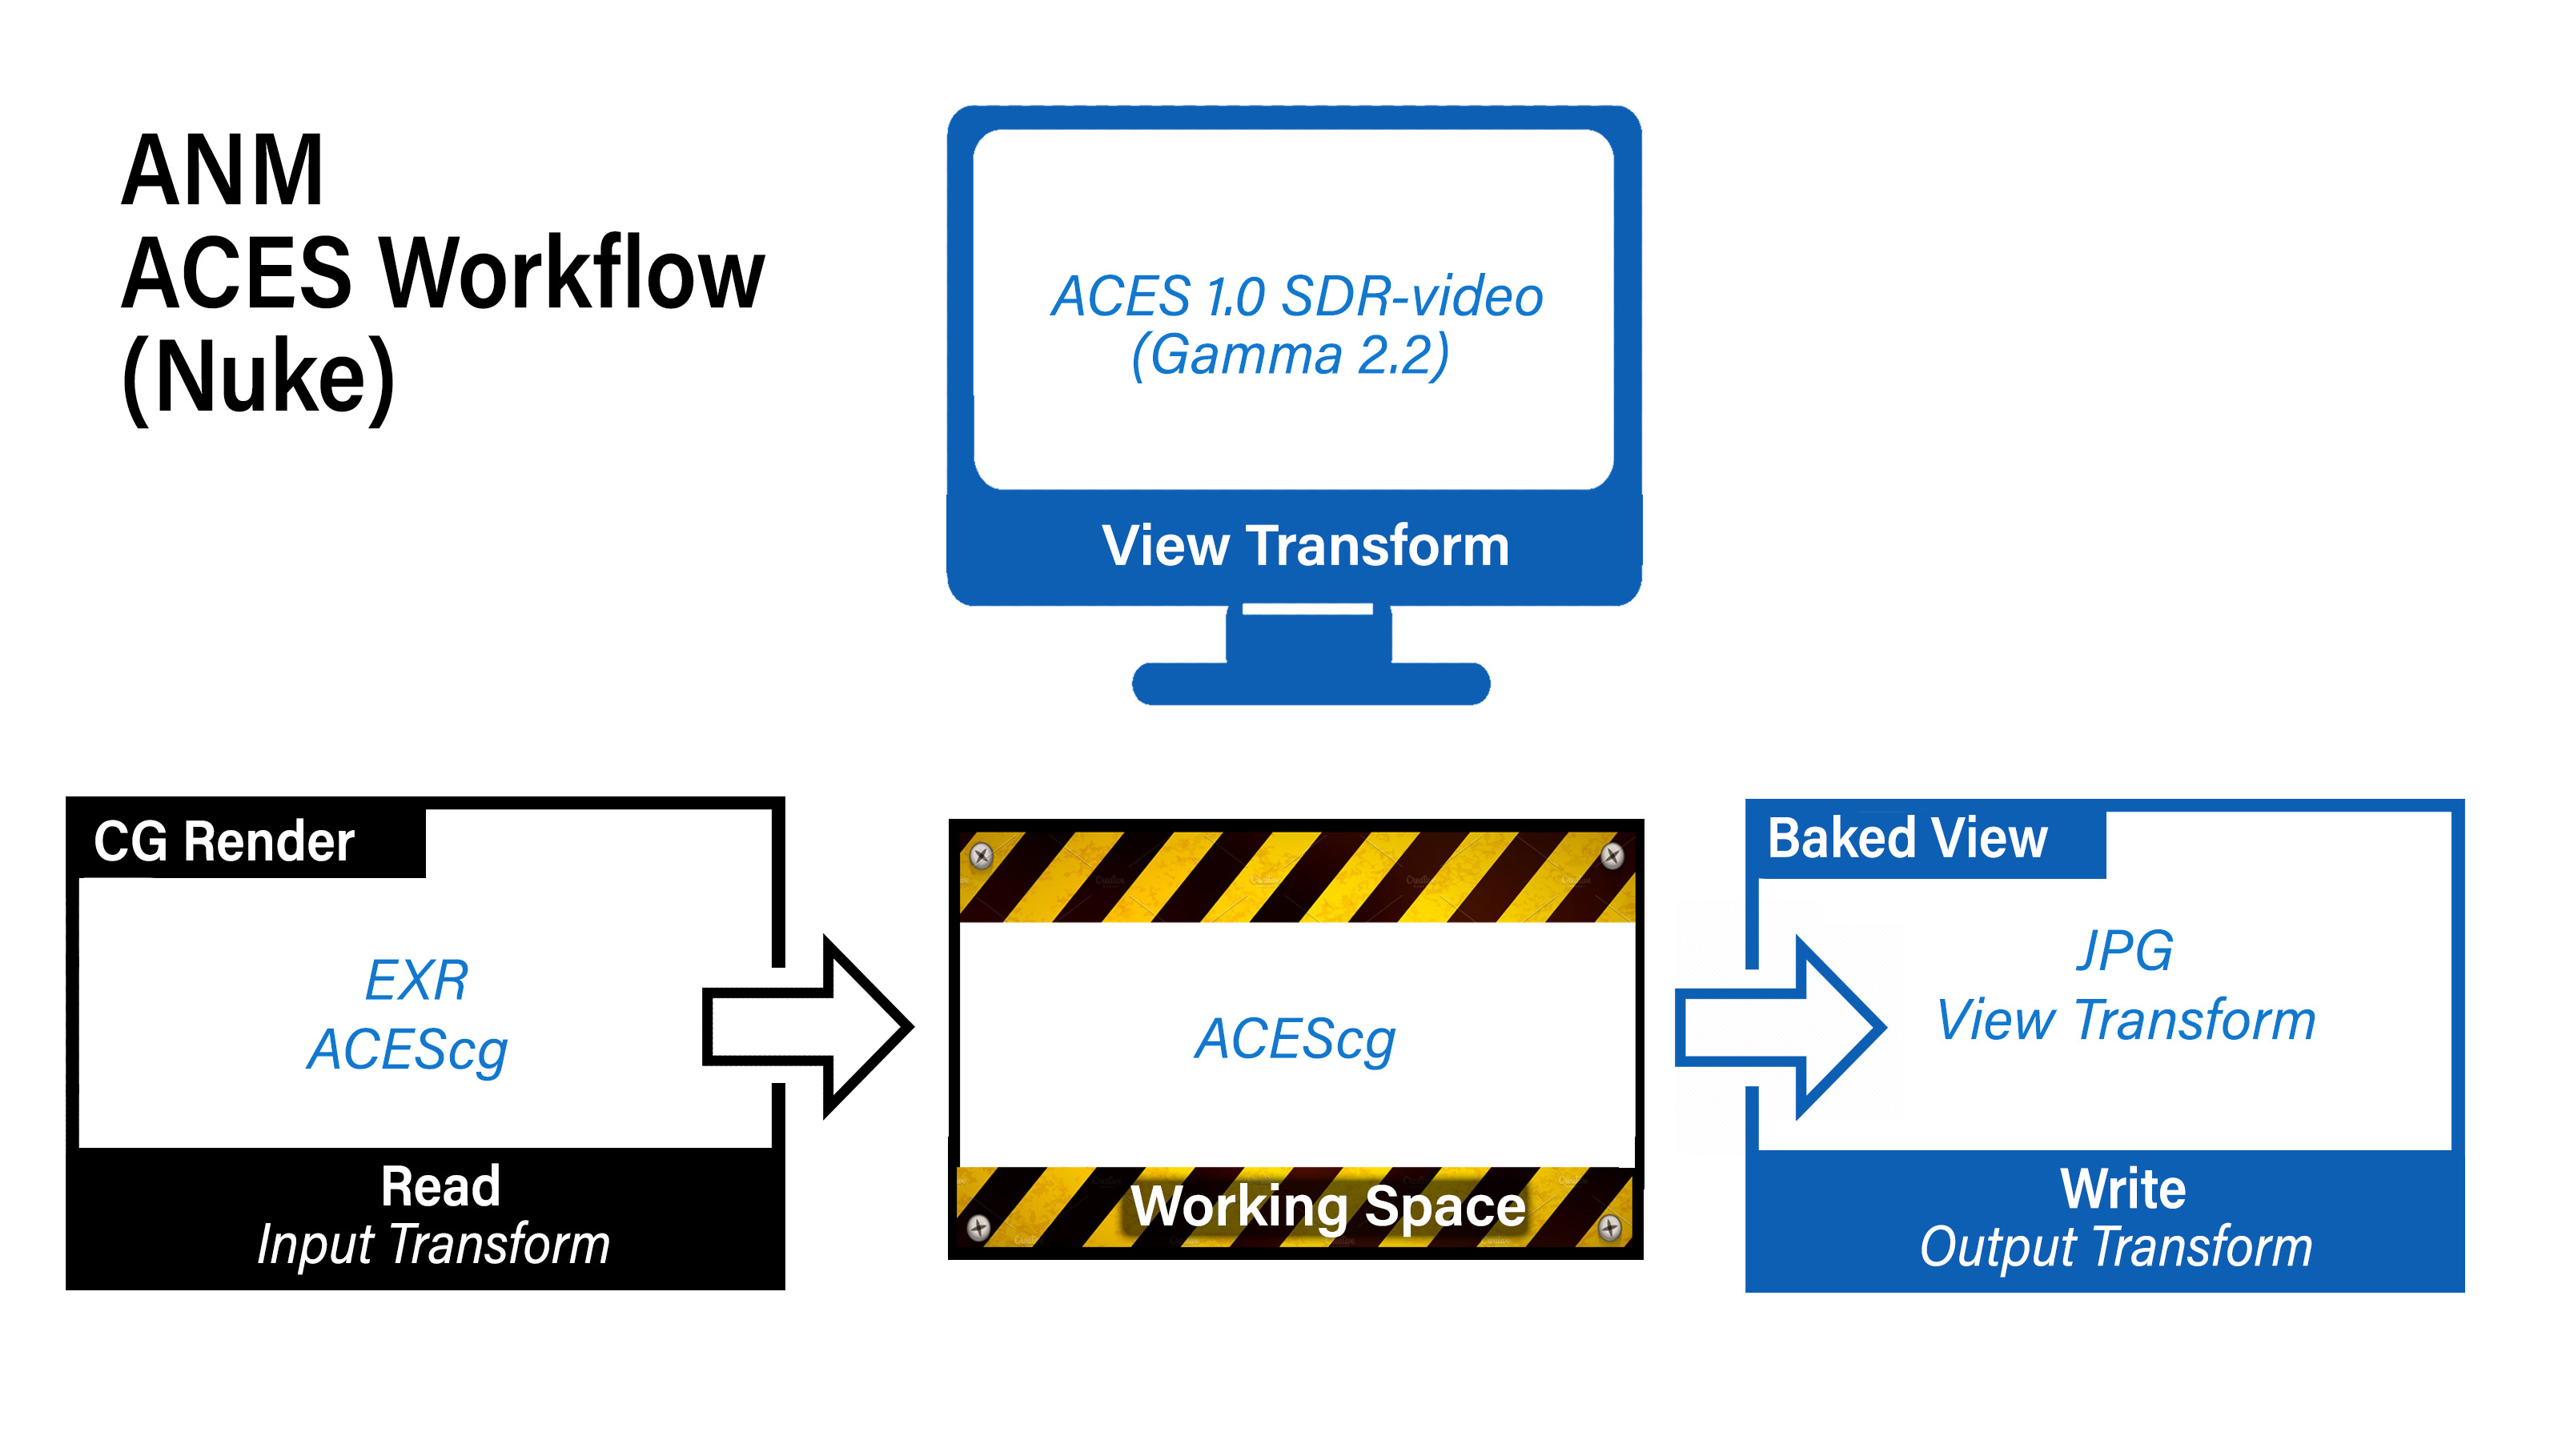 ANM
ACES Workflow
(Nuke)
ACES 1.0 SDR-video
(Gamma 2.2)
View Transform
CG Render
EXR
ACEScg
Read
Input Transform
ACEScg
Working Space
Baked View
JPG
View Transform
Write
Output Transform